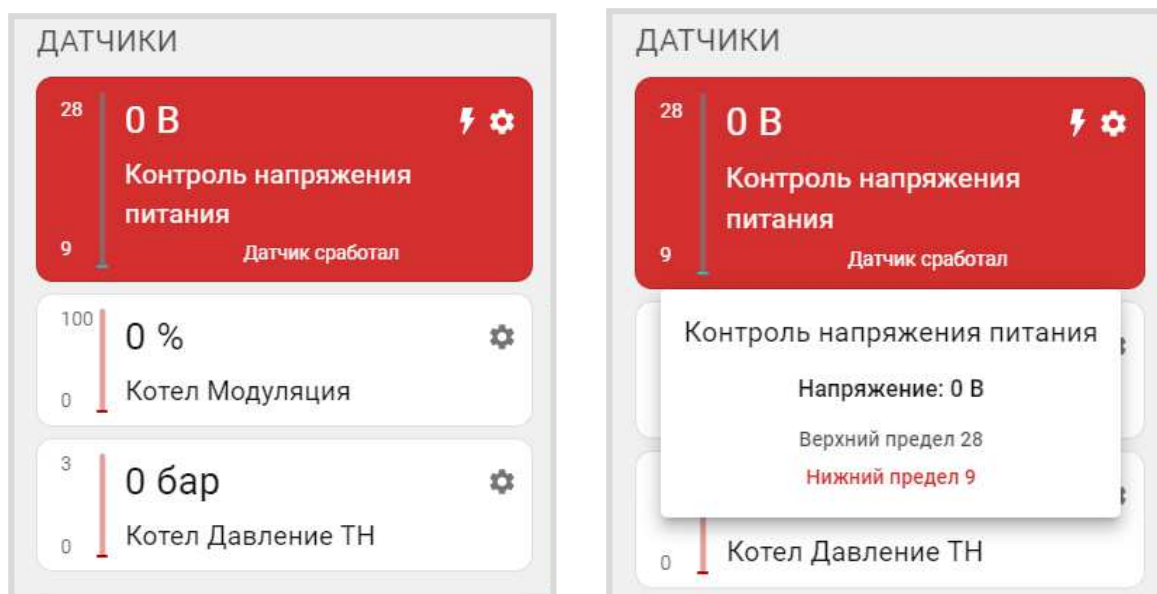 ДАТЧИКИ
28
0 В
Контроль напряжения
питания
9
Датчик сработал
100
0 %
Котел Модуляция
0
3
0 бар
Котел Давление ТН
0
ДАТЧИКИ
28
0 В
Контроль напряжения
питания
9
Датчик сработал
Контроль напряжения питания
Напряжение: 0 В
Верхний предел 28
Нижний предел 9
Котел Давление ТН
0